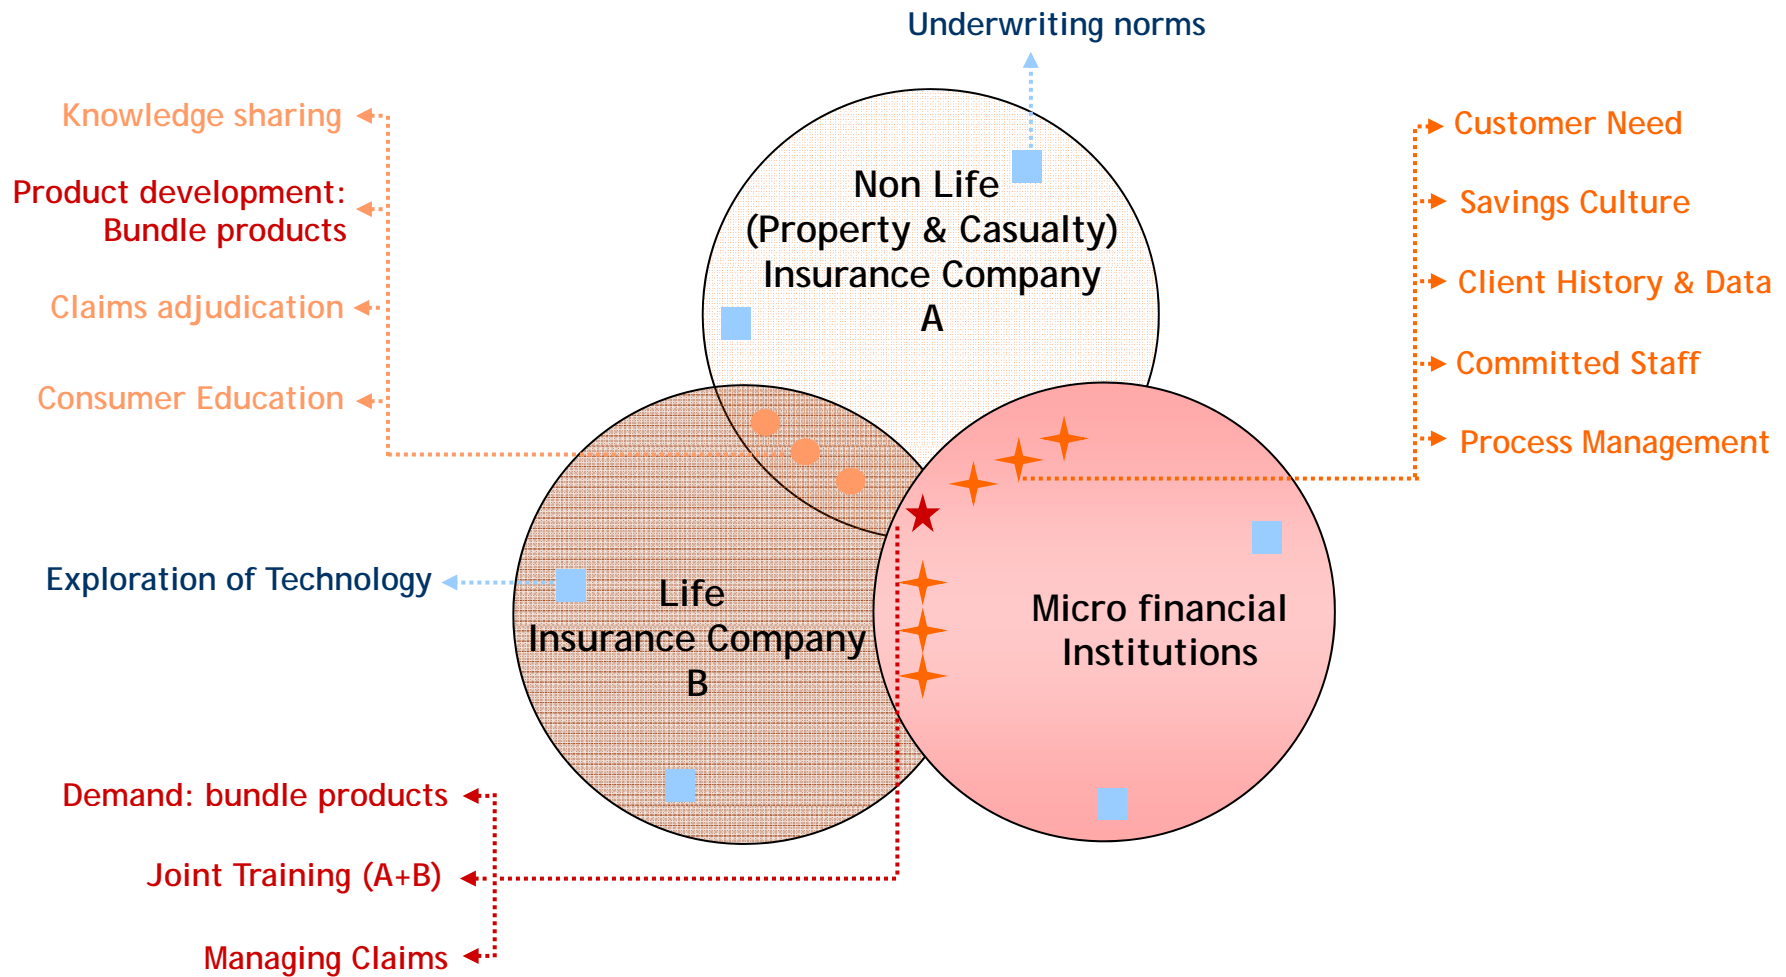 Underwriting norms
Knowledge sharing
Product development:
Bundle products
Claims adjudication
Consumer Education
Customer Need
Savings Culture
Client History & Data
Committed Staff
Process Management
Non Life
(Property & Casualty)
Insurance Company
A
Exploration of Technology
Life
Insurance Company
B
Micro financial
Institutions
Demand: bundle products
Joint Training (A+B)
Managing Claims